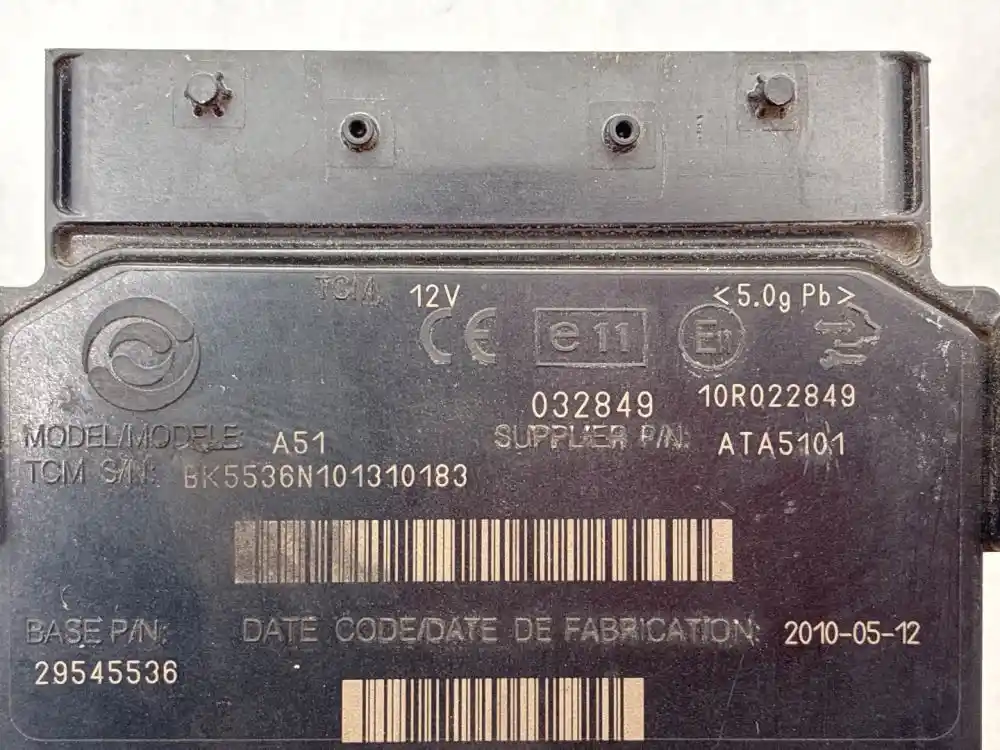 TCM 12V <5.0g Pb>
CE e11 E11
032849 10R022849
MODEL/MODELE: A51 SUPPLIER P/N: ATA5101
TCM S/N: BK5536N101310183
BASE P/N: DATE CODE/DATE DE FABRICATION: 2010-05-12
29545536